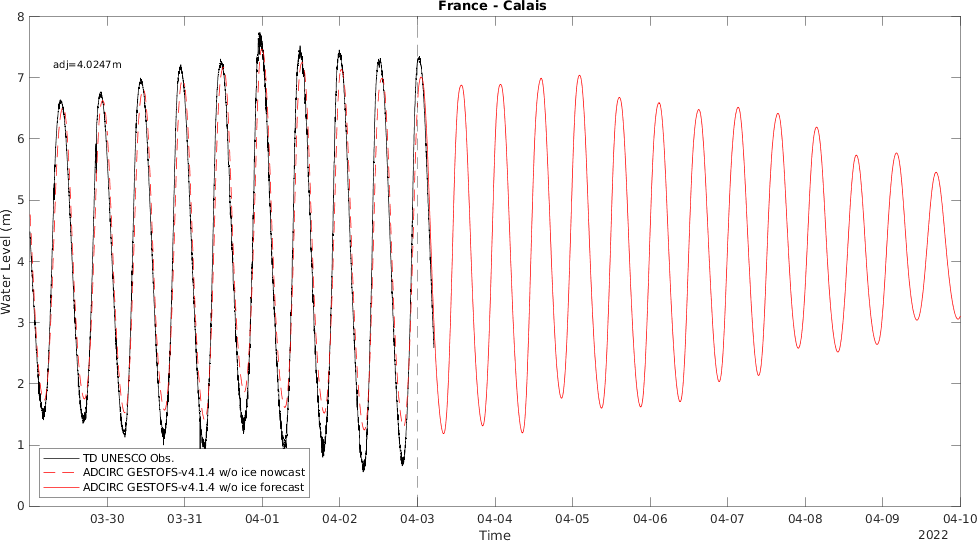 France - Calais
8
adj=4.0247m
7
6
5
4
3
2
1
0
Water Level (m)
TD UNESCO Obs.
ADCIRC GESTOFS-v4.1.4 w/o ice nowcast
ADCIRC GESTOFS-v4.1.4 w/o ice forecast
03-30 03-31 04-01 04-02 04-03 04-04 04-05 04-06 04-07 04-08 04-09 04-10
Time
2022